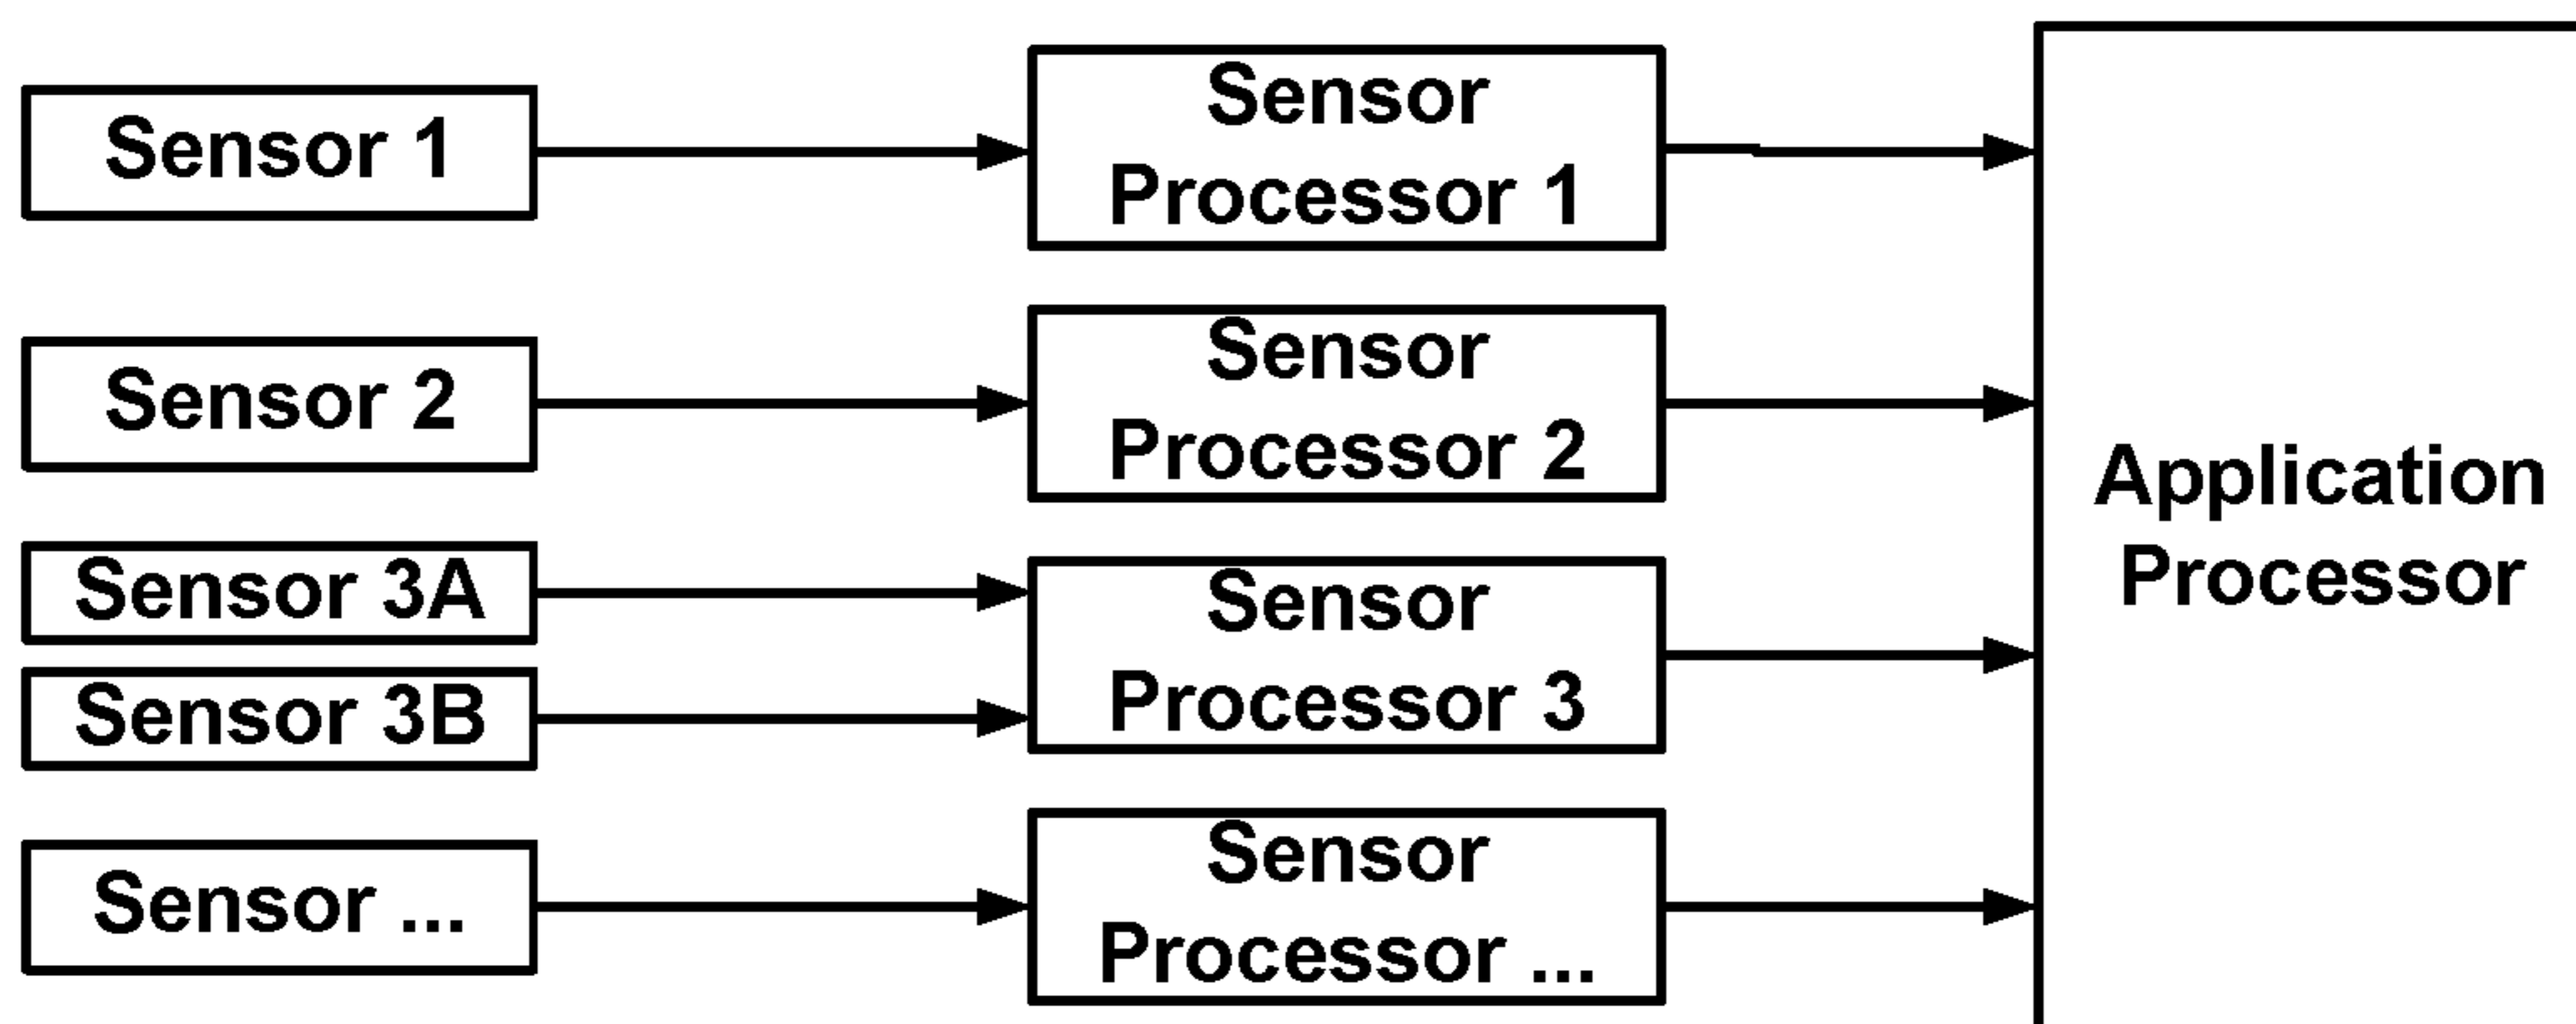 Sensor 1
Sensor
Processor 1
Sensor 2
Sensor
Processor 2
Sensor 3A
Sensor 3B
Sensor
Processor 3
Sensor ...
Sensor
Processor ...
Application
Processor